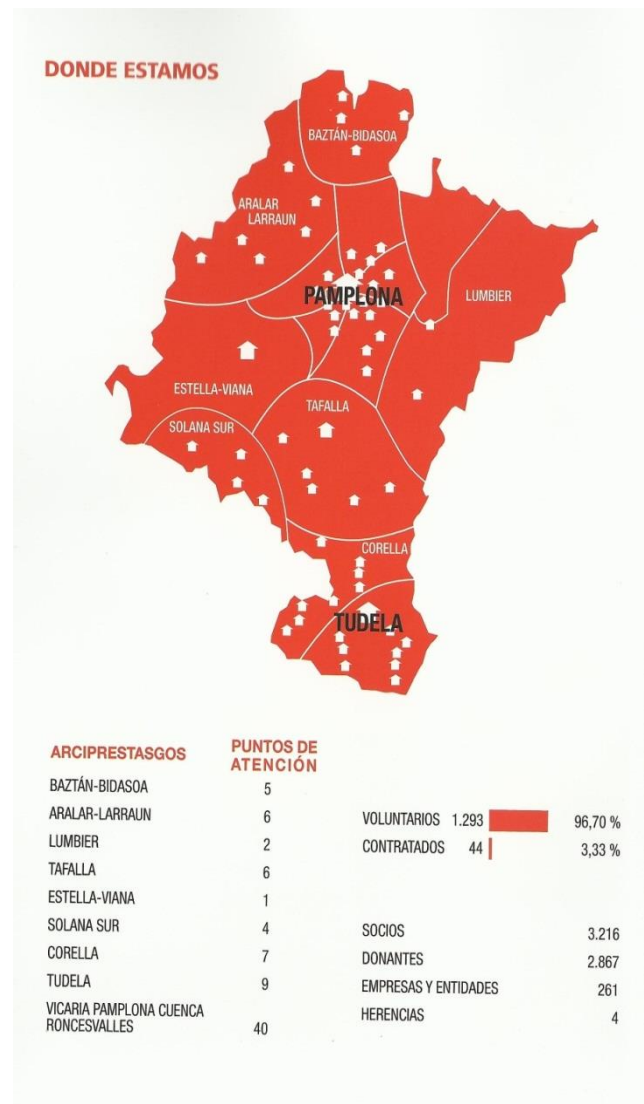 DONDE ESTAMOS
BAZTÁN-BIDASOA
ARALAR
LARRAUN
PAMPLONA
LUMBIER
ESTELLA-VIANA
TAFALLA
SOLANA SUR
CORELLA
TUDELA
ARCIPRESTASGOS PUNTOS DE
ATENCIÓN
BAZTÁN-BIDASOA 5
ARALAR-LARRAUN 6
LUMBIER 2
TAFALLA 6
ESTELLA-VIANA 1
SOLANA SUR 4
CORELLA 7
TUDELA 9
VICARIA PAMPLONA CUENCA
RONCESVALLES 40
VOLUNTARIOS 1.293 96,70 %
CONTRATADOS 44 3,33 %
SOCIOS 3.216
DONANTES 2.867
EMPRESAS Y ENTIDADES 261
HERENCIAS 4